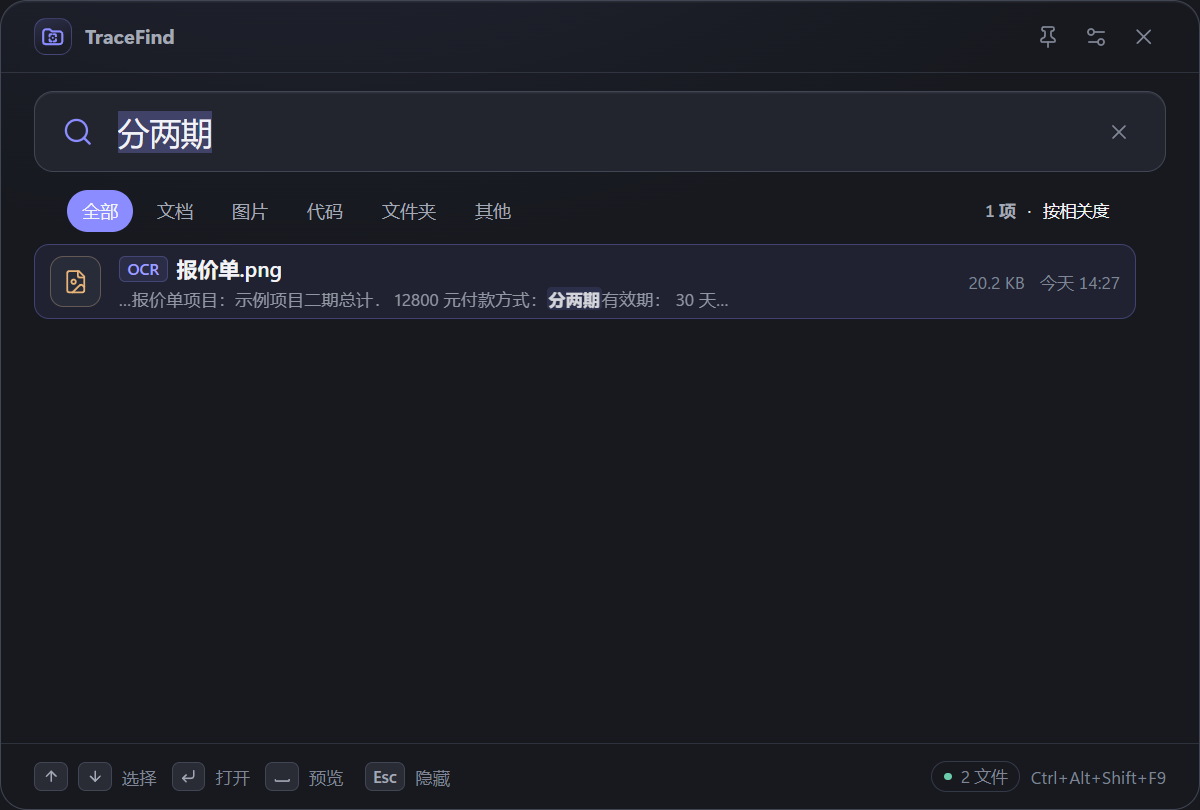 TraceFind
分两期
全部 文档 图片 代码 文件夹 其他 1 项 · 按相关度
OCR 报价单.png
...报价单项目：示例项目二期总计． 12800 元付款方式：分两期有效期： 30 天...
20.2 KB 今天 14:27
↑ ↓ 选择 ↵ 打开 ⎵ 预览 Esc 隐藏 2 文件 Ctrl+Alt+Shift+F9